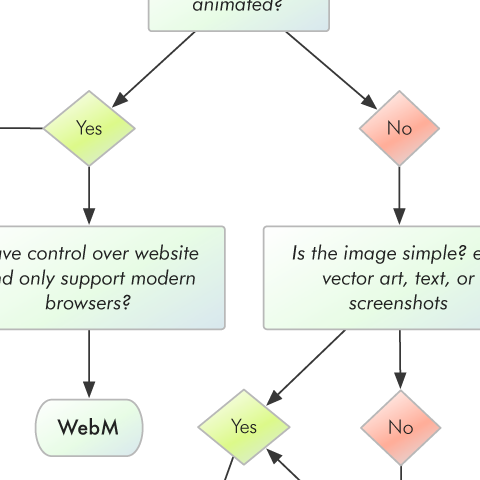 animated?
Yes
No
ve control over website
d only support modern
browsers?
Is the image simple? e
vector art, text, or
screenshots
WebM
Yes
No